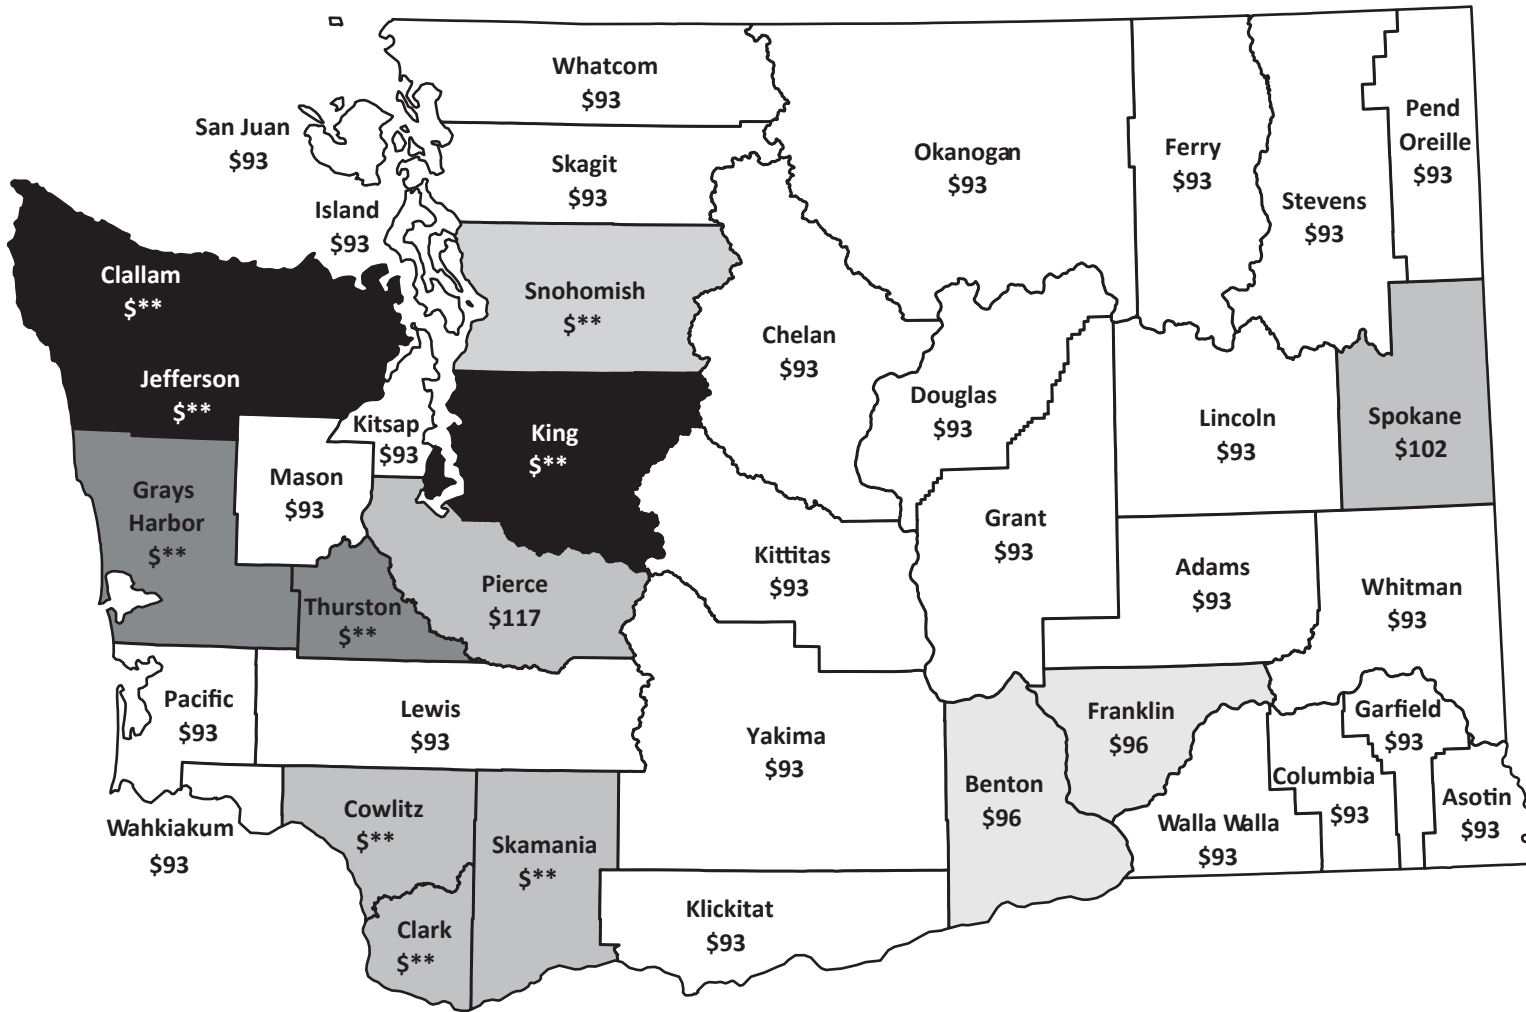 Whatcom
$93
San Juan
$93
Skagit
$93
Island
$93
Okanogan
$93
Ferry
$93
Stevens
$93
Pend
Oreille
$93
Clallam
$**
Jefferson
$**
Snohomish
$**
Chelan
$93
Douglas
$93
Lincoln
$93
Spokane
$102
Kitsap
$93
King
$**
Mason
$93
Grays
Harbor
$**
Grant
$93
Kittitas
$93
Adams
$93
Whitman
$93
Thurston
$**
Pierce
$117
Pacific
$93
Lewis
$93
Yakima
$93
Franklin
$96
Garfield
$93
Benton
$96
Columbia
$93
Asotin
$93
Walla Walla
$93
Wahkiakum
$93
Cowlitz
$**
Skamania
$**
Klickitat
$93
Clark
$**